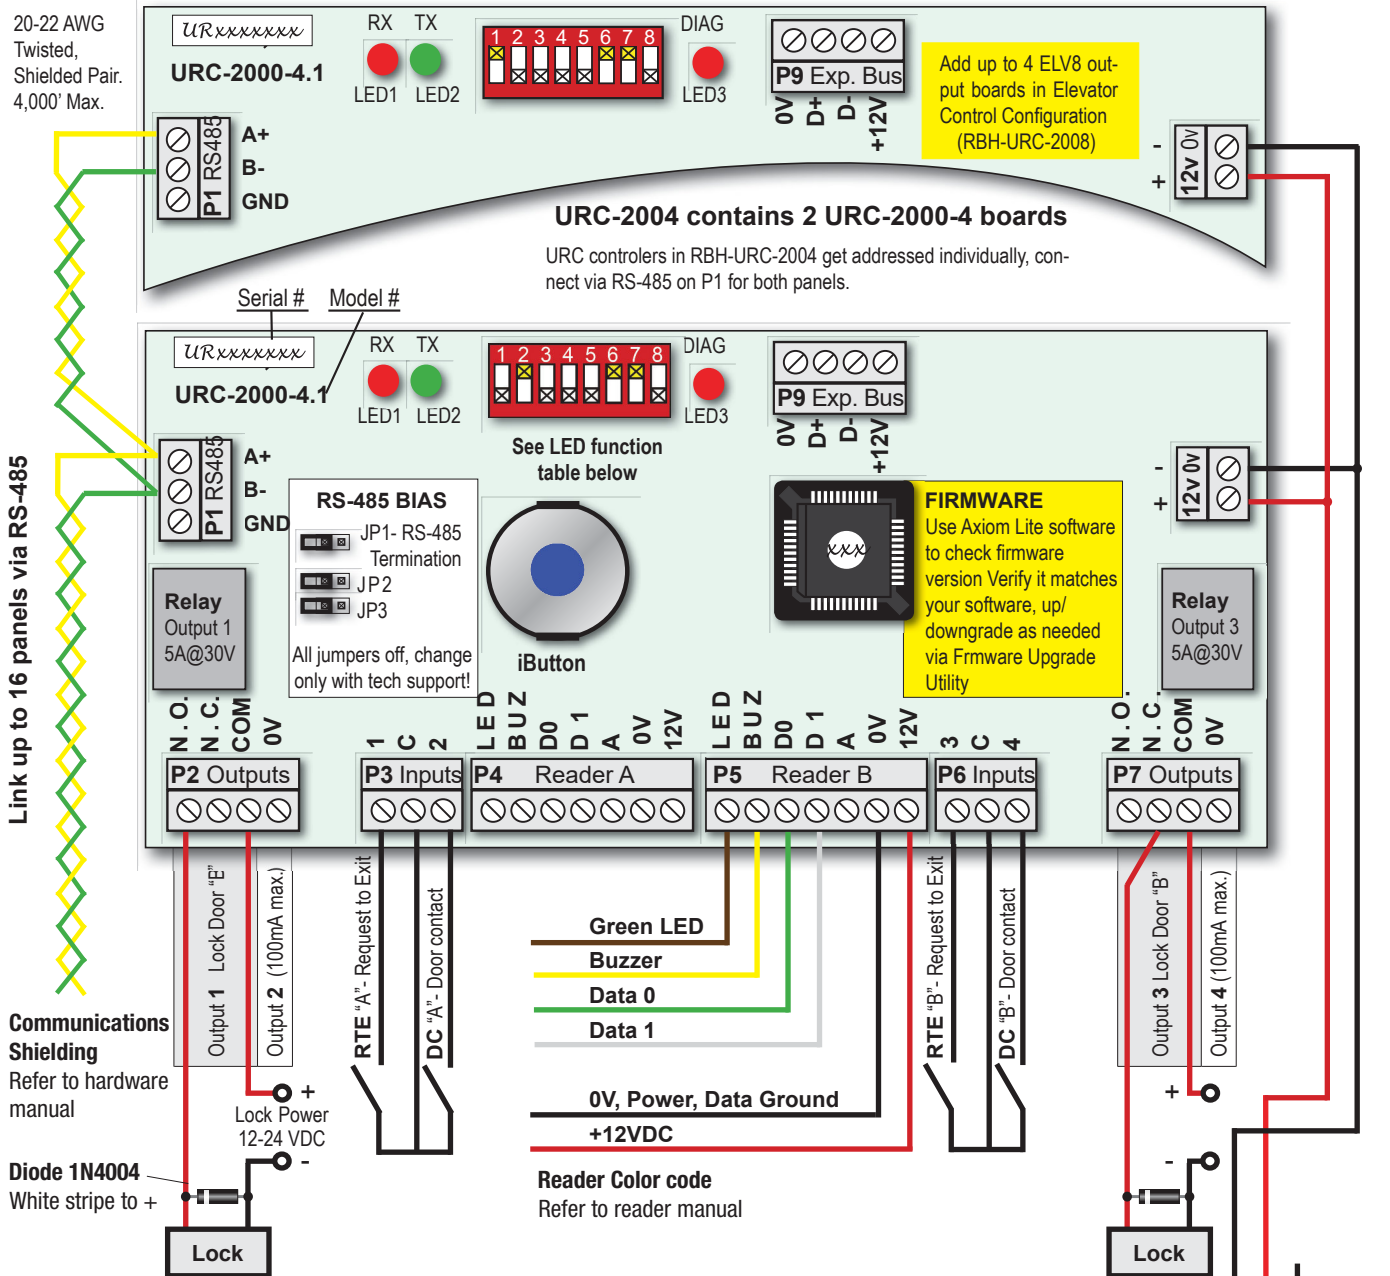 20-22 AWG
Twisted,
Shielded Pair.
4,000’ Max.
URxxxxxxx
URC-2000-4.1
RX TX
LED1 LED2
1 2 3 4 5 6 7 8
DIAG
LED3
P9 Exp. Bus
0V D+ D- +12V
Add up to 4 ELV8 out-
put boards in Elevator
Control Configuration
(RBH-URC-2008)
P1 RS485
A+
B-
GND
-
+
12v 0v
URC-2004 contains 2 URC-2000-4 boards
URC controlers in RBH-URC-2004 get addressed individually, con-
nect via RS-485 on P1 for both panels.
Serial # Model #
URxxxxxxx
URC-2000-4.1
RX TX
LED1 LED2
1 2 3 4 5 6 7 8
DIAG
LED3
P9 Exp. Bus
0V D+ D- +12V
See LED function
table below
Link up to 16 panels via RS-485
P1 RS485
A+
B-
GND
-
+
12v 0v
RS-485 BIAS
JP1- RS-485
Termination
JP2
JP3
All jumpers off, change
only with tech support!
iButton
xxx
FIRMWARE
Use Axiom Lite software
to check firmware
version Verify it matches
your software, up/
downgrade as needed
via Frmware Upgrade
Utility
Relay
Output 1
5A@30V
Relay
Output 3
5A@30V
N.O. N.C. COM 0V
1 C 2
LED BUZ D0 D1 A 0V 12V
LED BUZ D0 D1 A 0V 12V
3 C 4
N.O. N.C. COM 0V
P2 Outputs
P3 Inputs
P4 Reader A
P5 Reader B
P6 Inputs
P7 Outputs
Output 1 Lock Door “E”
Output 2 (100mA max.)
RTE “A”- Request to Exit
DC “A”- Door contact
Green LED
Buzzer
Data 0
Data 1
0V, Power, Data Ground
+12VDC
RTE “B”- Request to Exit
DC “B”- Door contact
Output 3 Lock Door “B”
Output 4 (100mA max.)
Communications
Shielding
Refer to hardware
manual
+
Lock Power
12-24 VDC
-
Diode 1N4004
White stripe to +
Lock
Reader Color code
Refer to reader manual
+
-
Lock